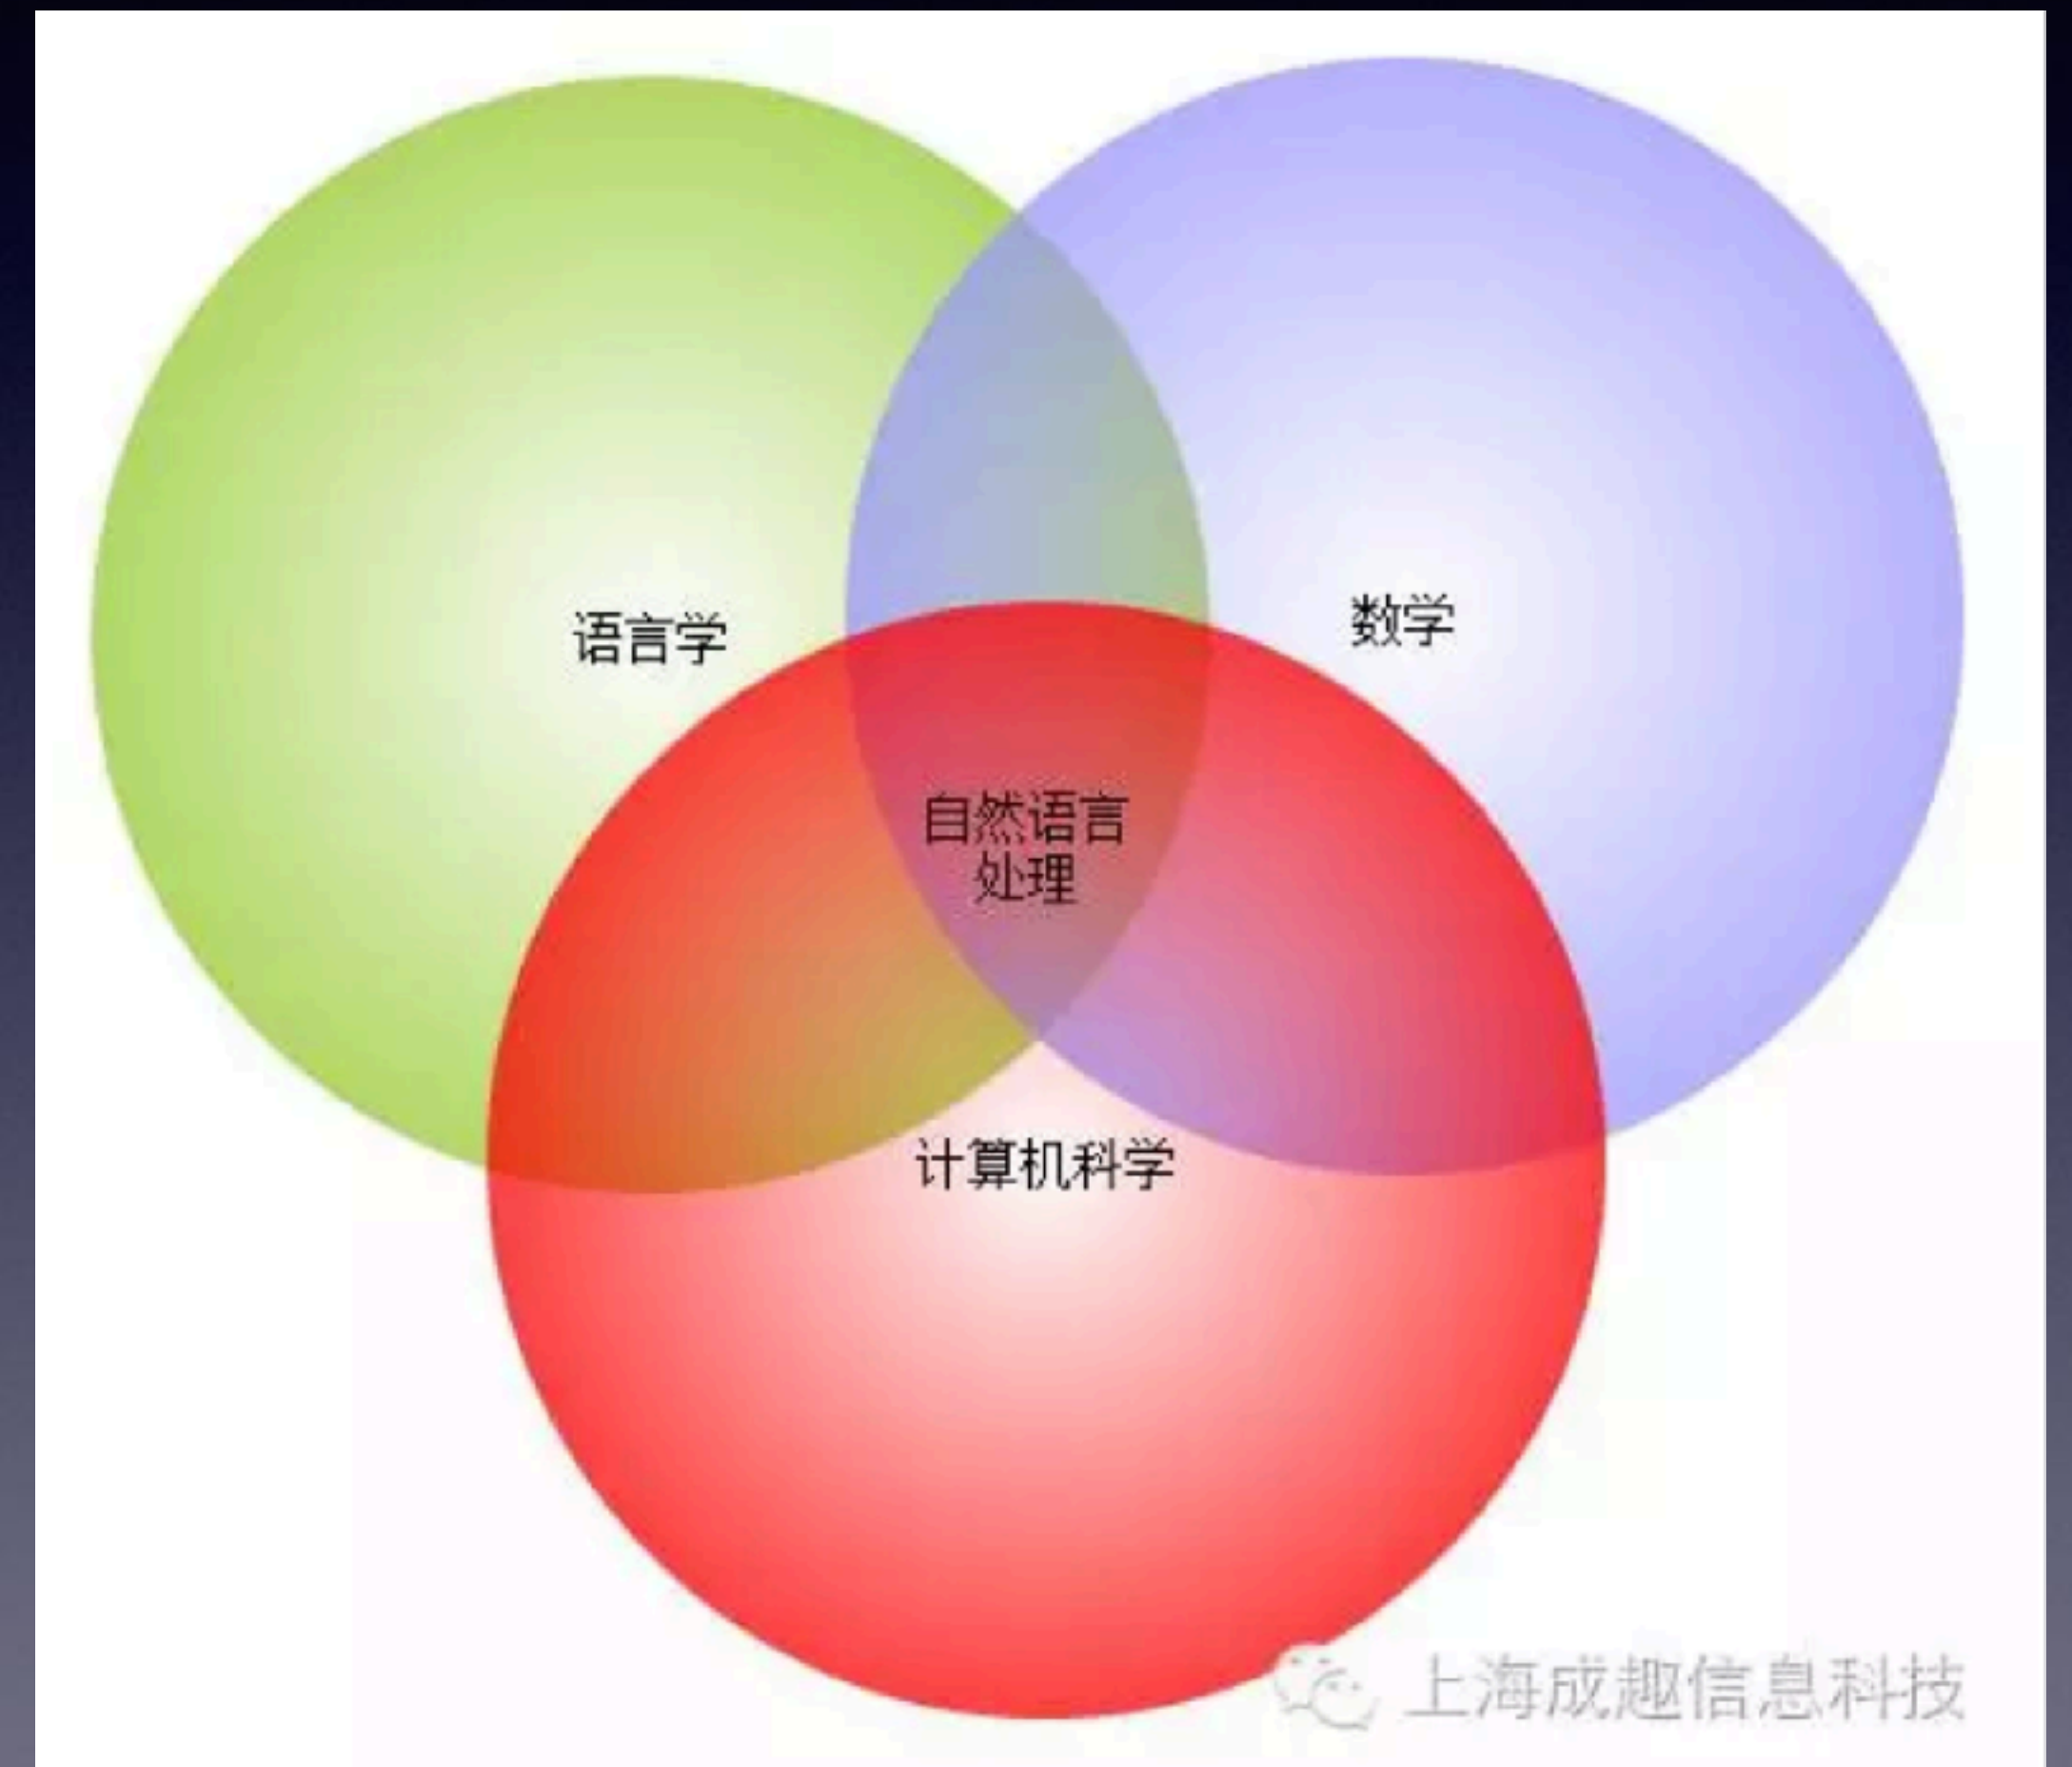 语言学
数学
自然语言
处理
计算机科学
上海成趣信息科技